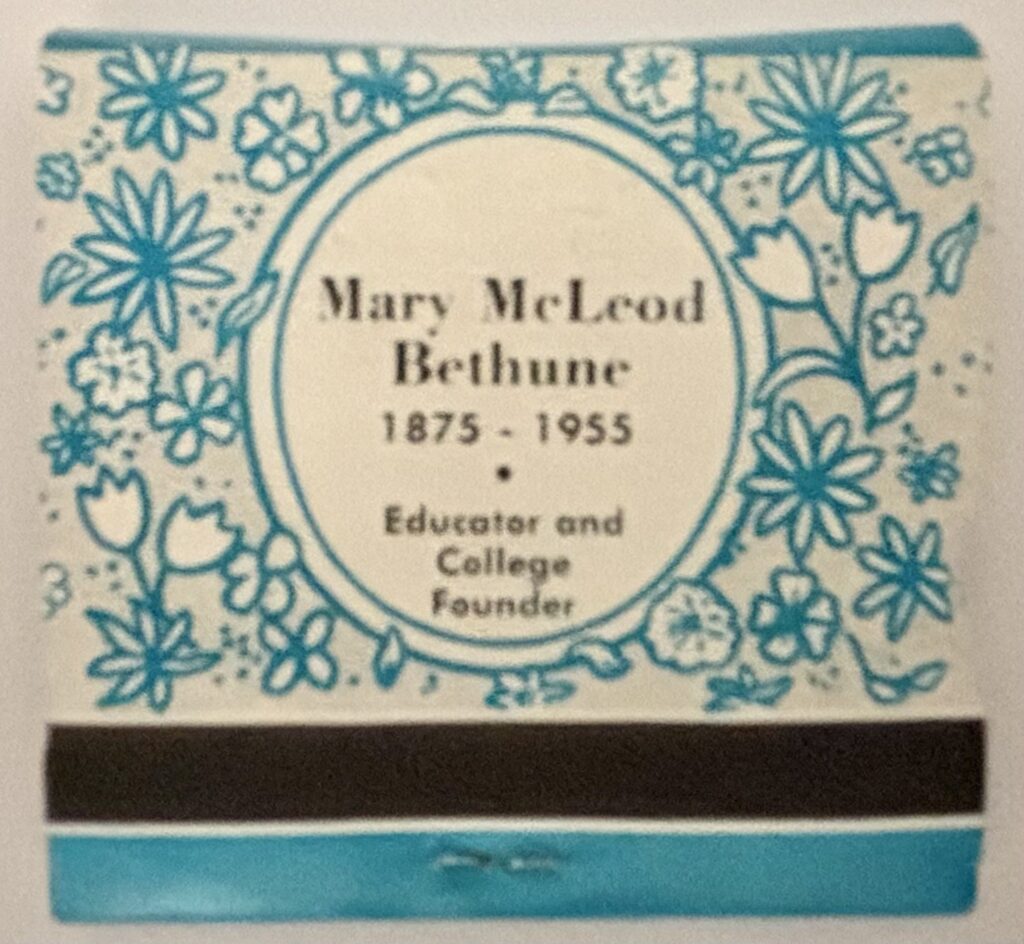 Mary McLeod
Bethune
1875 - 1955
•
Educator and
College
Founder